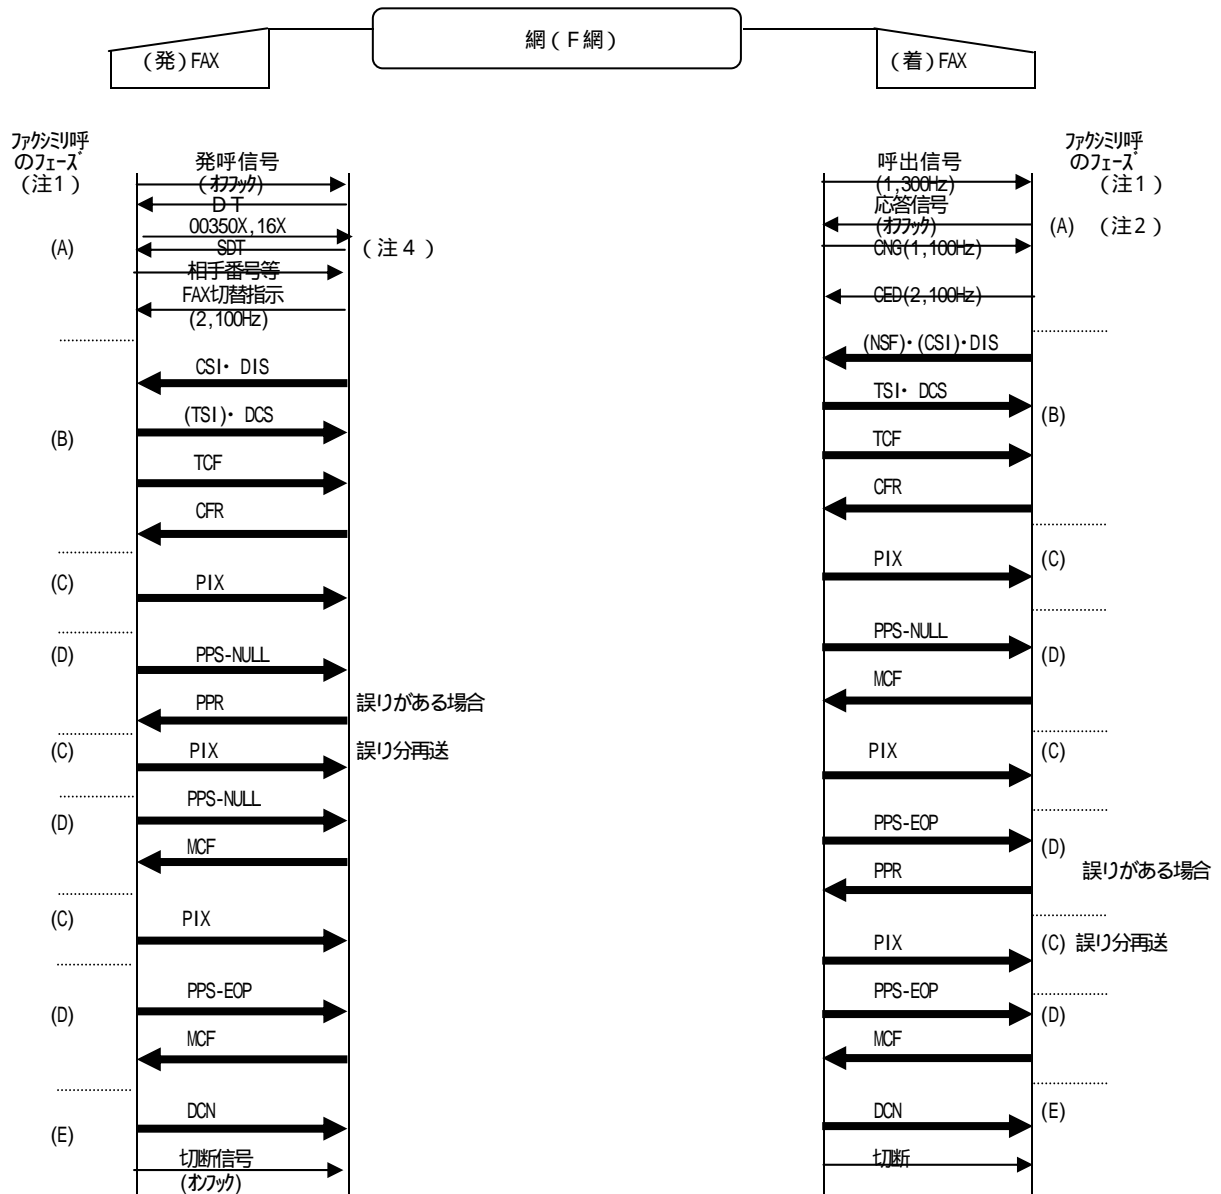 網(F網)
(発)FAX
(着)FAX
ファクシミリ呼
のフェーズ
(注1)
発呼信号
(オフフック)
DT
00350X,16X
(A)
SDT
(注4)
相手番号等
FAX切替指示
(2,100Hz)
CSI・DIS
(TSI)・DCS
(B)
TCF
CFR
(C)
PIX
(D)
PPS-NULL
PPR
誤りがある場合
(C)
PIX
誤り分再送
PPS-NULL
(D)
MCF
(C)
PIX
PPS-EOP
(D)
MCF
DCN
(E)
切断信号
(オンフック)
ファクシミリ呼
のフェーズ
(注1)
呼出信号
(1,300Hz)
応答信号
(オフフック)
(A) (注2)
CNG(1,100Hz)
CED(2,100Hz)
(NSF)・(CSI)・DIS
TSI・DCS
(B)
TCF
CFR
PIX
(C)
PPS-NULL
(D)
MCF
PIX
(C)
PPS-EOP
(D)
PPR
誤りがある場合
PIX
(C) 誤り分再送
PPS-EOP
(D)
MCF
DCN
(E)
切断